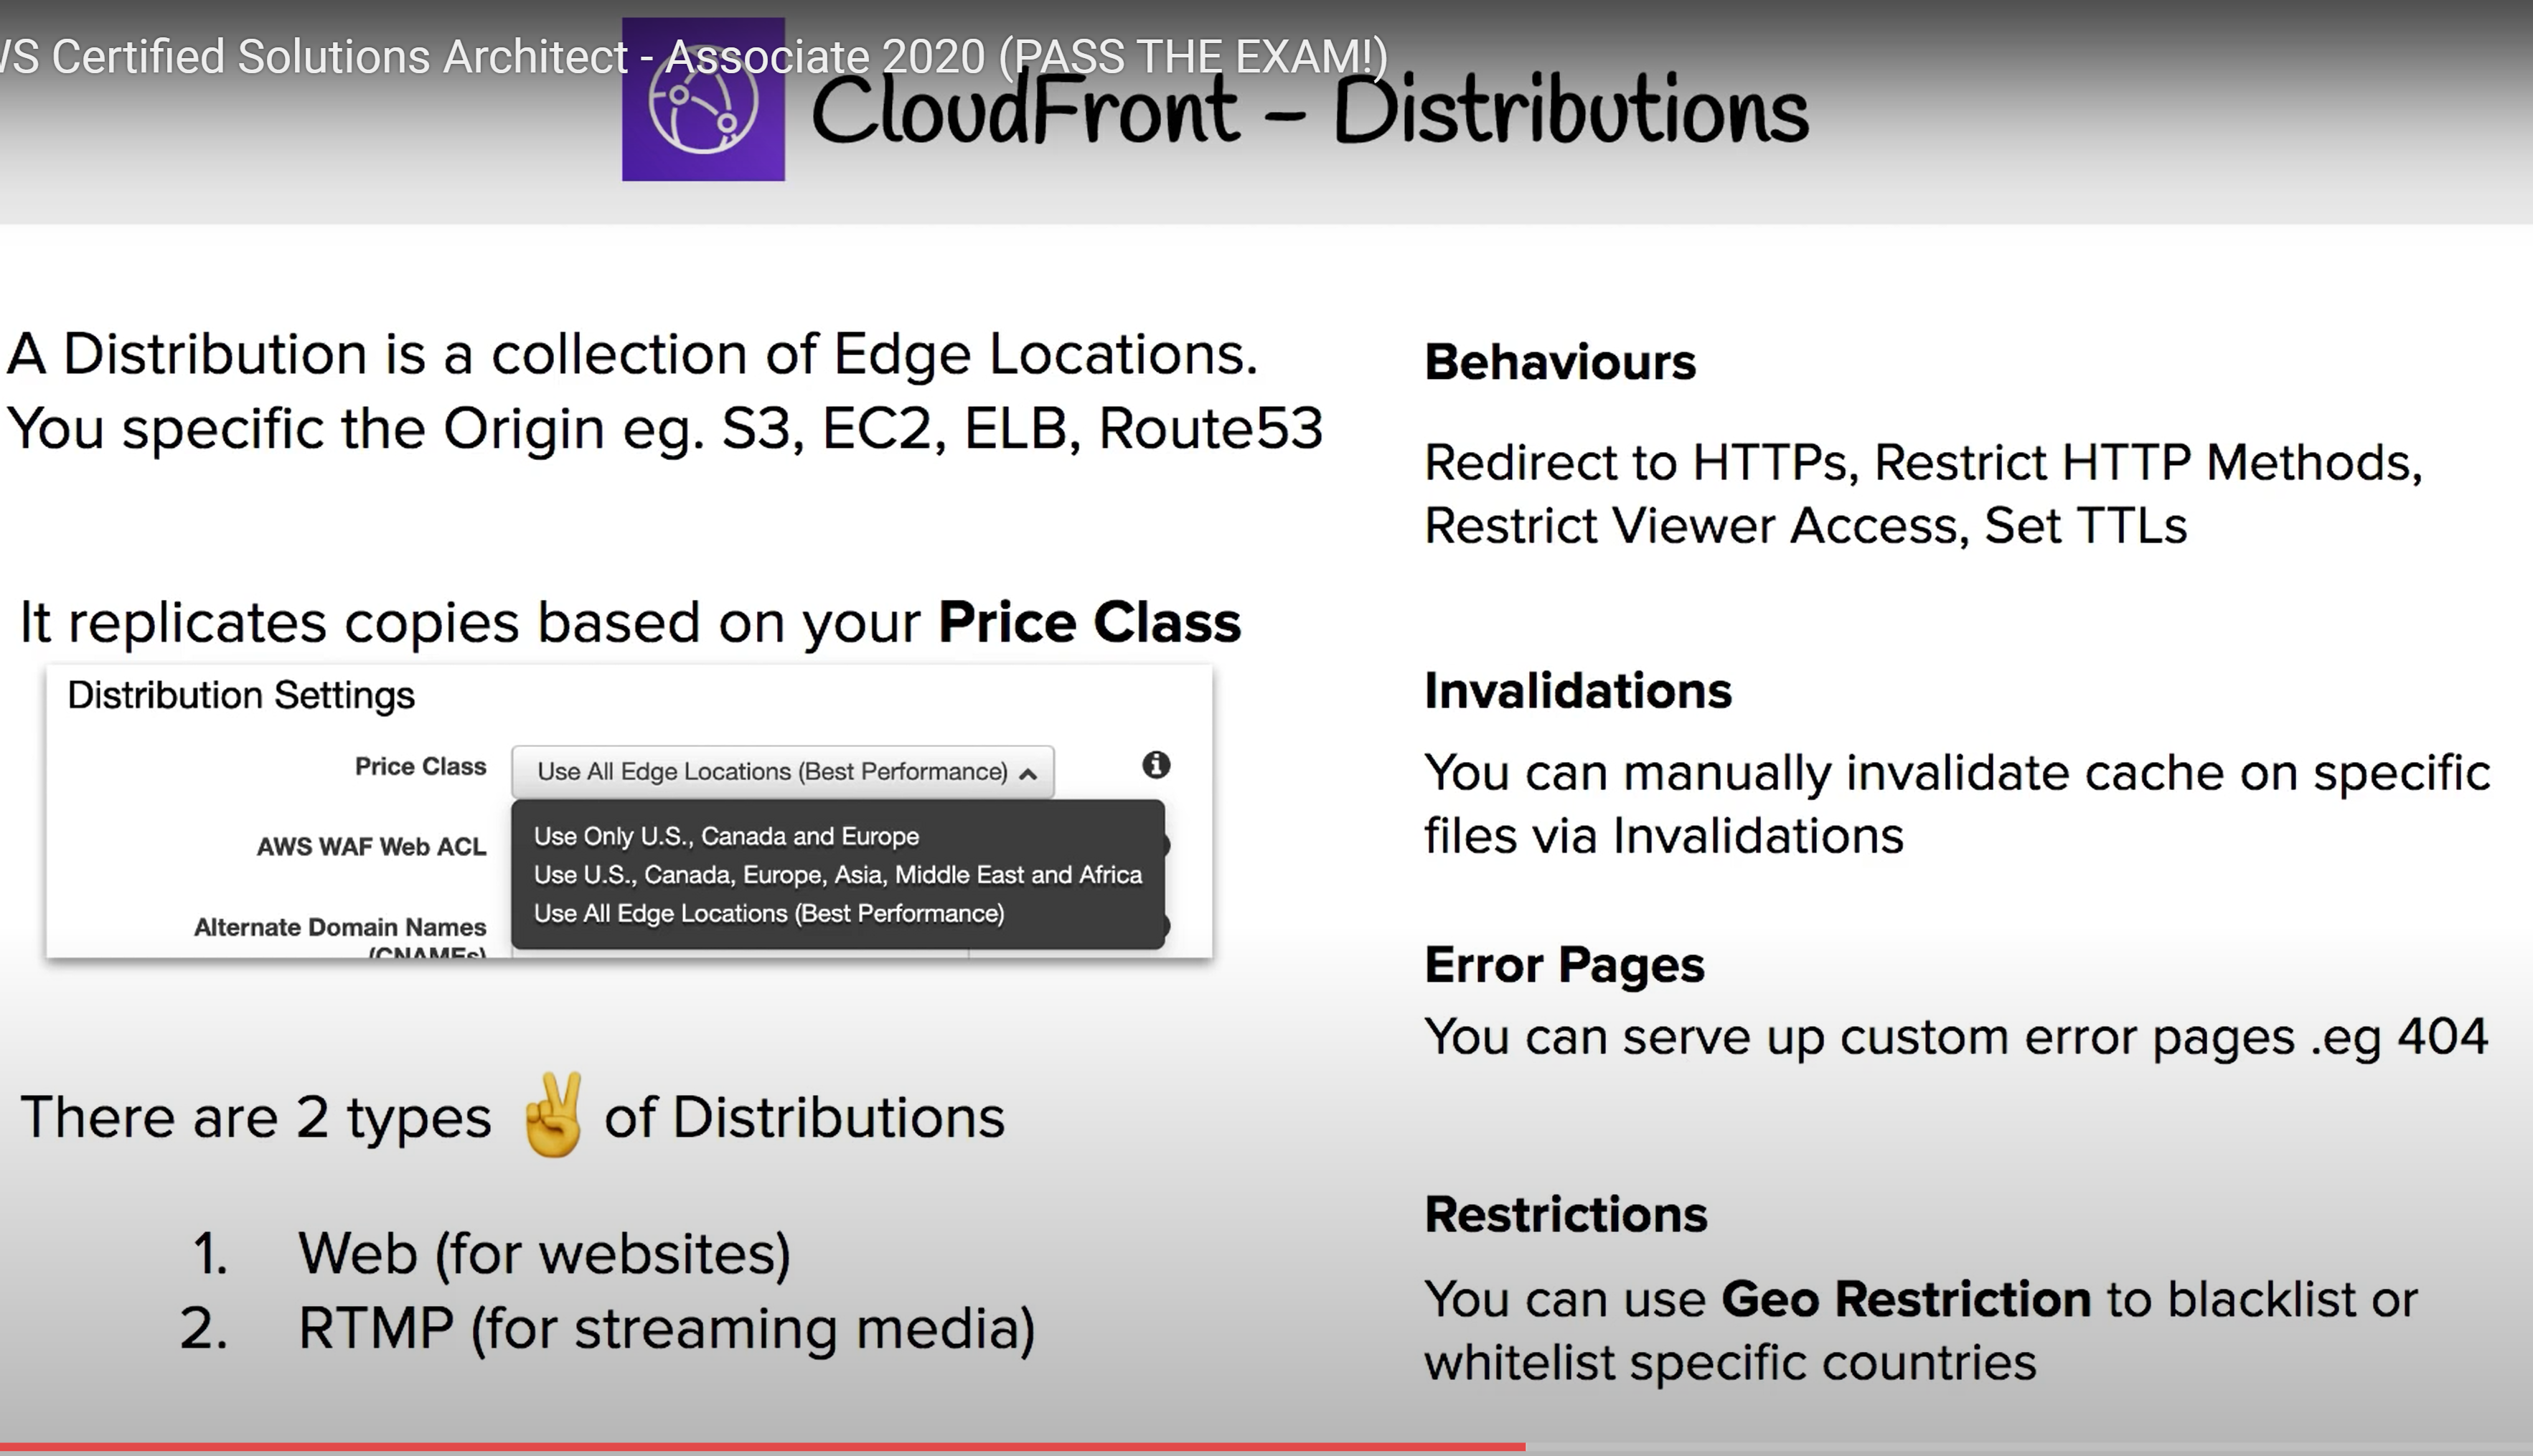 Certified Solutions Architect - Associate 2020 (PASS THE EXAM!)
CloudFront – Distributions
A Distribution is a collection of Edge Locations.
You specific the Origin eg. S3, EC2, ELB, Route53
It replicates copies based on your Price Class
Distribution Settings
Price Class
Use All Edge Locations (Best Performance)
Use Only U.S., Canada and Europe
AWS WAF Web ACL
Use U.S., Canada, Europe, Asia, Middle East and Africa
Use All Edge Locations (Best Performance)
Alternate Domain Names
(CNAMEs)
There are 2 types ✌ of Distributions
1. Web (for websites)
2. RTMP (for streaming media)
Behaviours
Redirect to HTTPs, Restrict HTTP Methods,
Restrict Viewer Access, Set TTLs
Invalidations
You can manually invalidate cache on specific
files via Invalidations
Error Pages
You can serve up custom error pages .eg 404
Restrictions
You can use Geo Restriction to blacklist or
whitelist specific countries